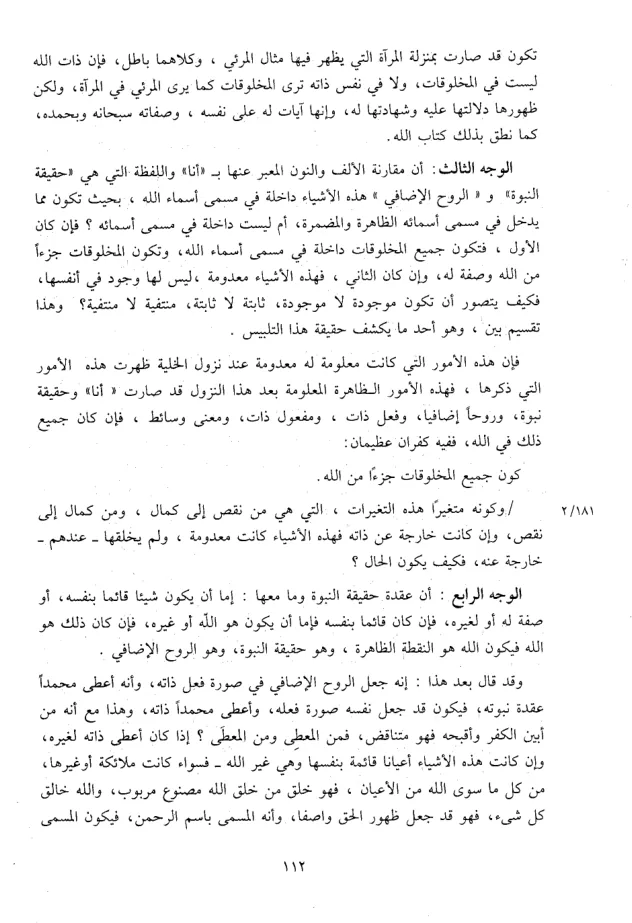 تكون قد صارت بمنزلة المرآة التي يظهر فيها مثال المرئي ، وكلاهما باطل، فإن ذات الله
ليست في المخلوقات، ولا في نفس ذاته ترى المخلوقات كما يرى المرئي في المرآة، ولكن
ظهورها دلالتها عليه وشهادتها له، وإنها آيات له على نفسه ، وصفاته سبحانه وبحمده،
كما نطق بذلك كتاب الله.
الوجه الثالث : أن مقارنة الألف والنون المعبر عنها بـ «أنا» واللفظة التي هي «حقيقة
النبوة» و « الروح الإضافي » هذه الأشياء داخلة في مسمى أسماء الله ، بحيث تكون مما
يدخل في مسمى أسمائه الظاهرة والمضمرة، أم ليست داخلة في مسمى أسمائه ؟ فإن كان
الأول ، فتكون جميع المخلوقات داخلة في مسمى أسماء الله، وتكون المخلوقات جزءاً
من الله وصفة له، وإن كان الثاني ، فهذه الأشياء معدومة ،ليس لها وجود في أنفسها،
فكيف يتصور أن تكون موجودة لا موجودة، ثابتة لا ثابتة، منتفية لا منتفية؟ وهذا
تقسيم بين ، وهو أحد ما يكشف حقيقة هذا التلبيس .
فإن هذه الأمور التي كانت معلومة له معدومة عند نزول الخلية ظهرت هذه الأمور
التي ذكرها ، فهذه الأمور الـظاهرة المعلومة بعد هذا النزول قد صارت « أنا» وحقيقة
نبوة، وروحاً إضافيا، وفعل ذات ، ومفعول ذات، ومعنى وسائط ، فإن كان جميع
ذلك في الله، ففيه كفران عظيمان:
كون جميع المخلوقات جزءًا من الله.
/وكونه متغيرًا هذه التغيرات ، التي هي من نقص إلى كمال ، ومن كمال إلى ٢/١٨١
نقص، وإن كانت خارجة عن ذاته فهذه الأشياء كانت معدومة ، ولم يخلقها ـ عندهم ـ
خارجة عنه، فكيف يكون الحال ؟
الوجه الرابع : أن عقدة حقيقة النبوة وما معها : إما أن يكون شيئا قائما بنفسه، أو
صفة له أو لغيره، فإن كان قائما بنفسه فإما أن يكون هو الله أو غيره، فإن كان ذلك هو
الله فيكون الله هو النقطة الظاهرة ، وهو حقيقة النبوة، وهو الروح الإضافي .
وقد قال بعد هذا : إنه جعل الروح الإضافي في صورة فعل ذاته، وأنه أعطى محمداً
عقدة نبوته، فيكون قد جعل نفسه صورة فعله، وأعطى محمداً ذاته، وهذا مع أنه من
أبين الكفر وأقبحه فهو متناقض، فمن المعطِي ومن المعطَى ؟ إذا كان أعطى ذاته لغيره،
وإن كانت هذه الأشياء أعيانا قائمة بنفسها وهي غير الله ـ فسواء كانت ملائكة أوغيرها،
من كل ما سوى الله من الأعيان ، فهو خلق من خلق الله مصنوع مربوب، والله خالق
كل شىء، فهو قد جعل ظهور الحق واصفا، وأنه المسمى باسم الرحمن، فيكون المسمى
١١٢